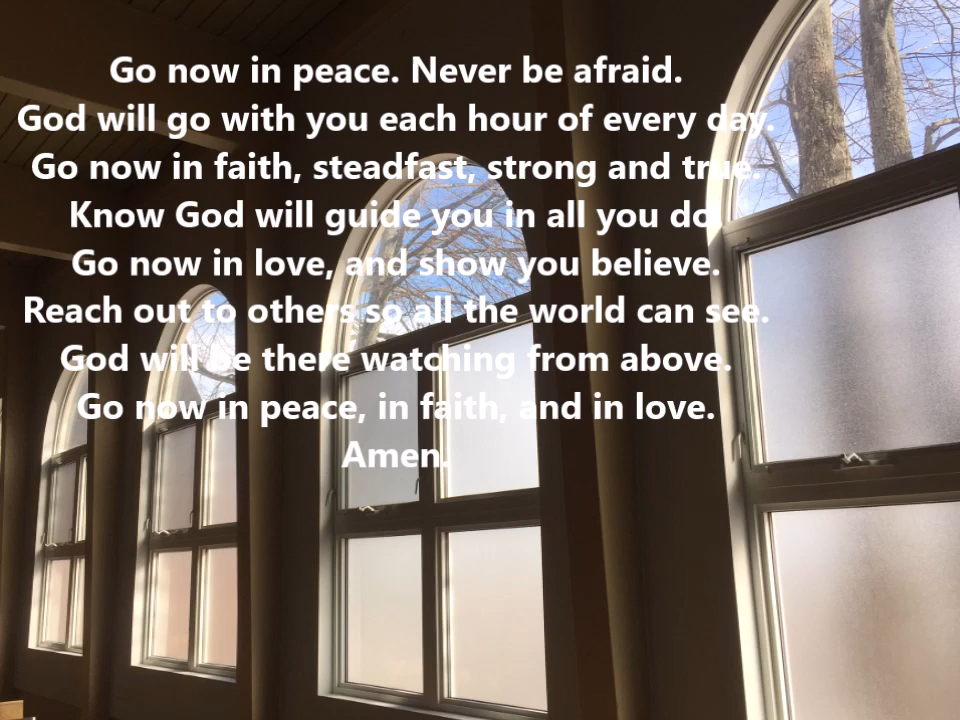 Go now in peace. Never be afraid.
God will go with you each hour of every day.
Go now in faith, steadfast, strong and true.
Know God will guide you in all you do.
Go now in love, and show you believe.
Reach out to others so all the world can see.
God will be there watching from above.
Go now in peace, in faith, and in love.
Amen.